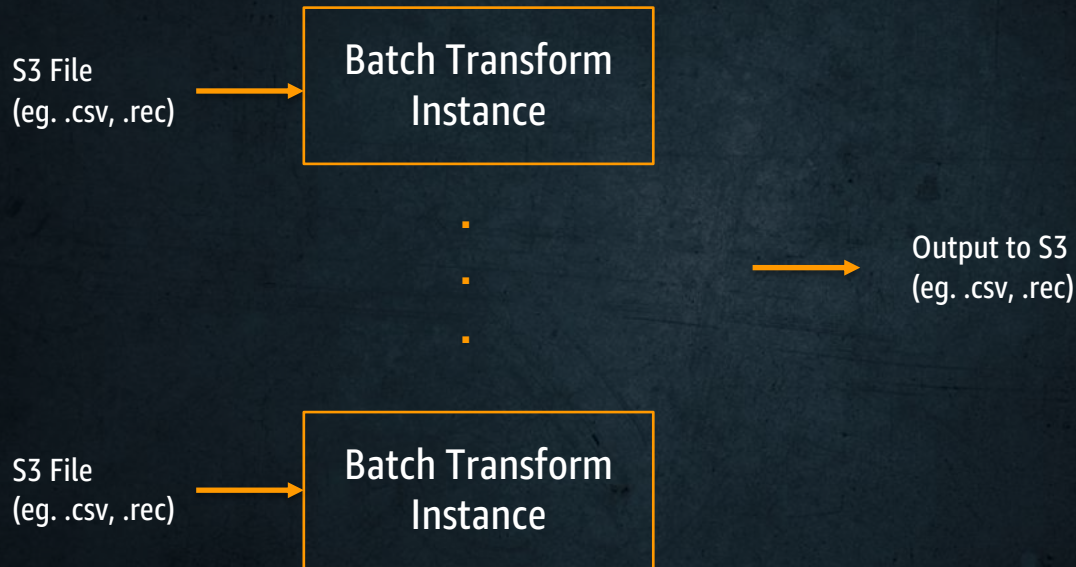 S3 File
(eg. .csv, .rec)
Batch Transform
Instance
.
.
.
Output to S3
(eg. .csv, .rec)
S3 File
(eg. .csv, .rec)
Batch Transform
Instance